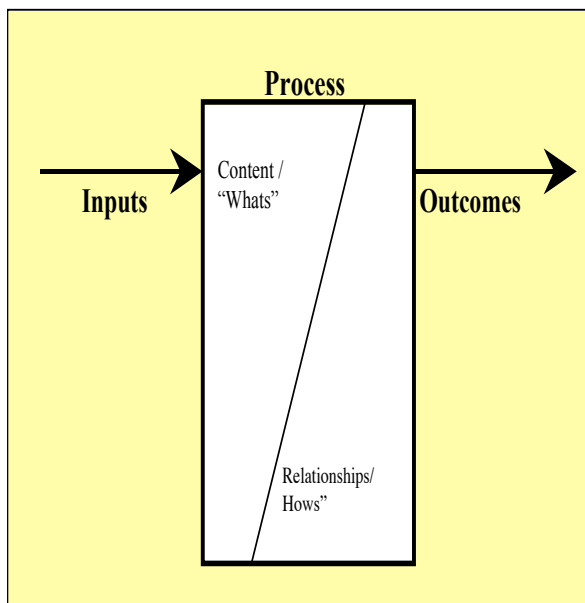 Process
Content /
“Whats”
Inputs
Outcomes
Relationships/
Hows”